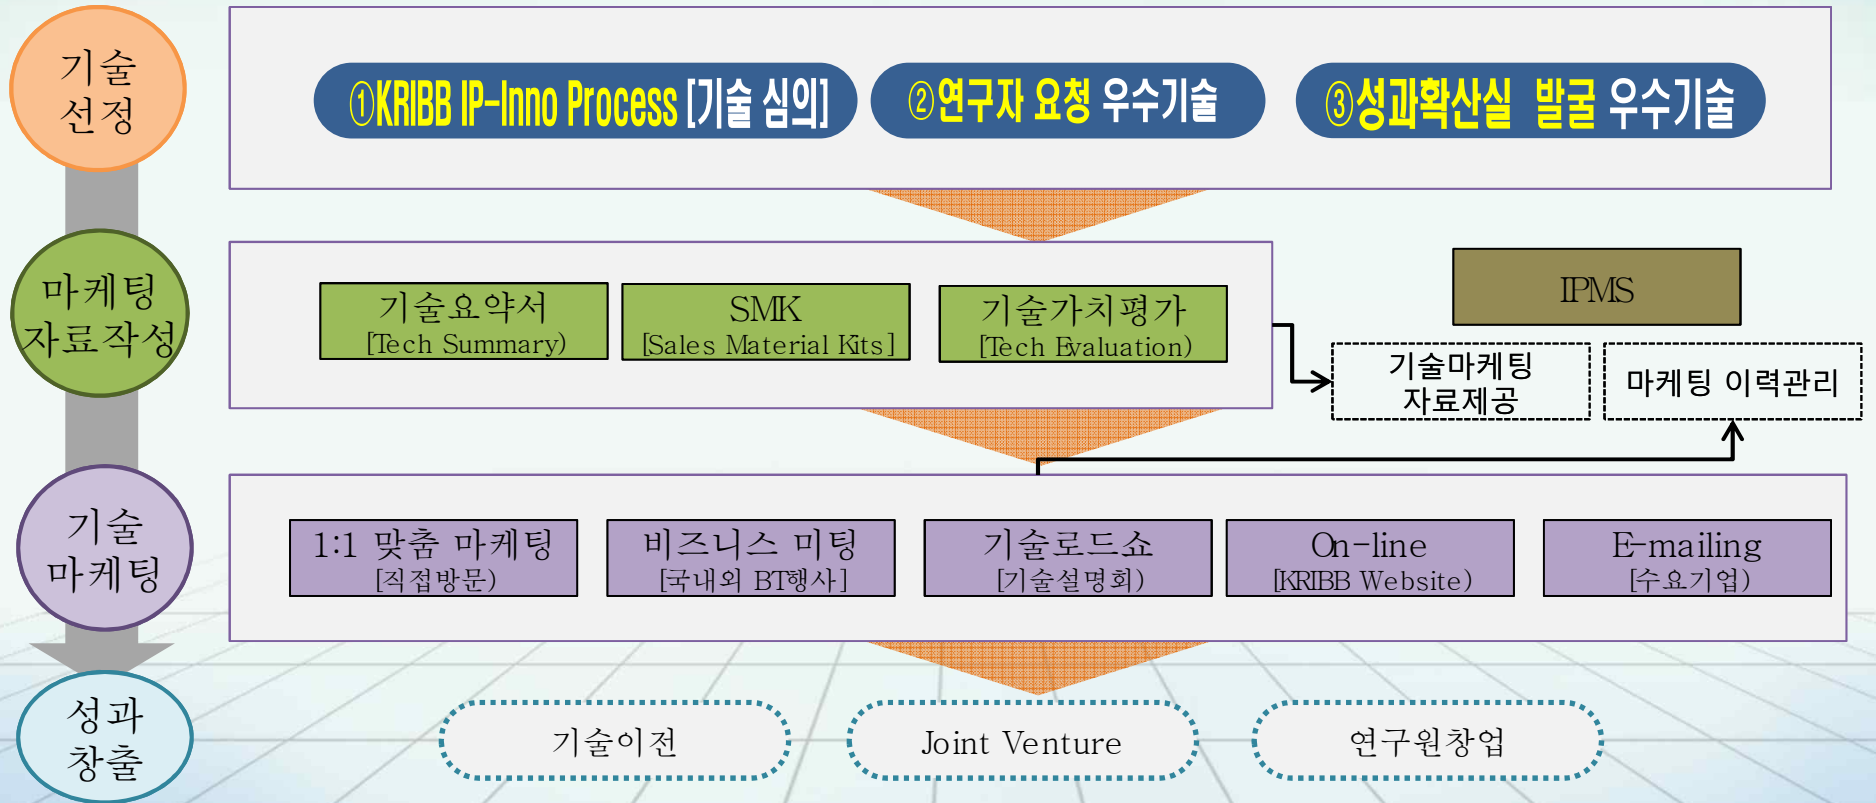 기술
선정
①KRIBB IP-Inno Process [기술 심의]
②연구자 요청 우수기술
③성과확산실 발굴 우수기술
마케팅
자료작성
기술요약서
[Tech Summary)
SMK
[Sales Material Kits]
기술가치평가
[Tech Evaluation)
IPMS
기술마케팅
자료제공
마케팅 이력관리
기술
마케팅
1:1 맞춤 마케팅
[직접방문)
비즈니스 미팅
[국내외 BT행사]
기술로드쇼
[기술설명회)
On-line
[KRIBB Website)
E-mailing
[수요기업)
성과
창출
기술이전
Joint Venture
연구원창업